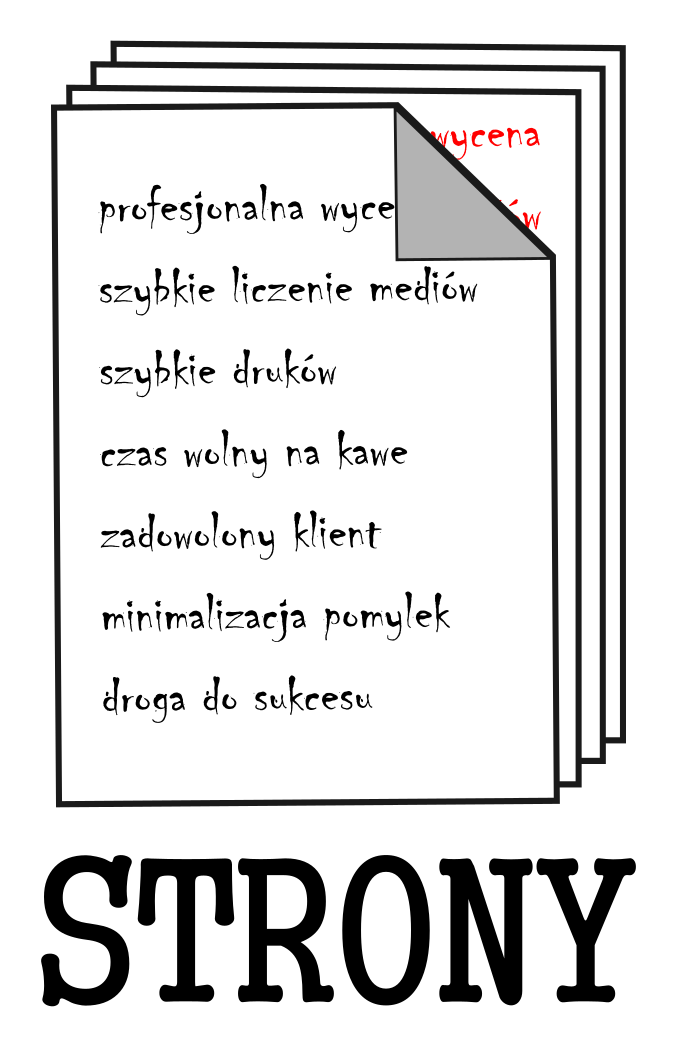 wycena
profesjonalna wyce
szybkie liczenie mediów
szybkie druków
czas wolny na kawe
zadowolony klient
minimalizacja pomylek
droga do sukcesu
STRONY